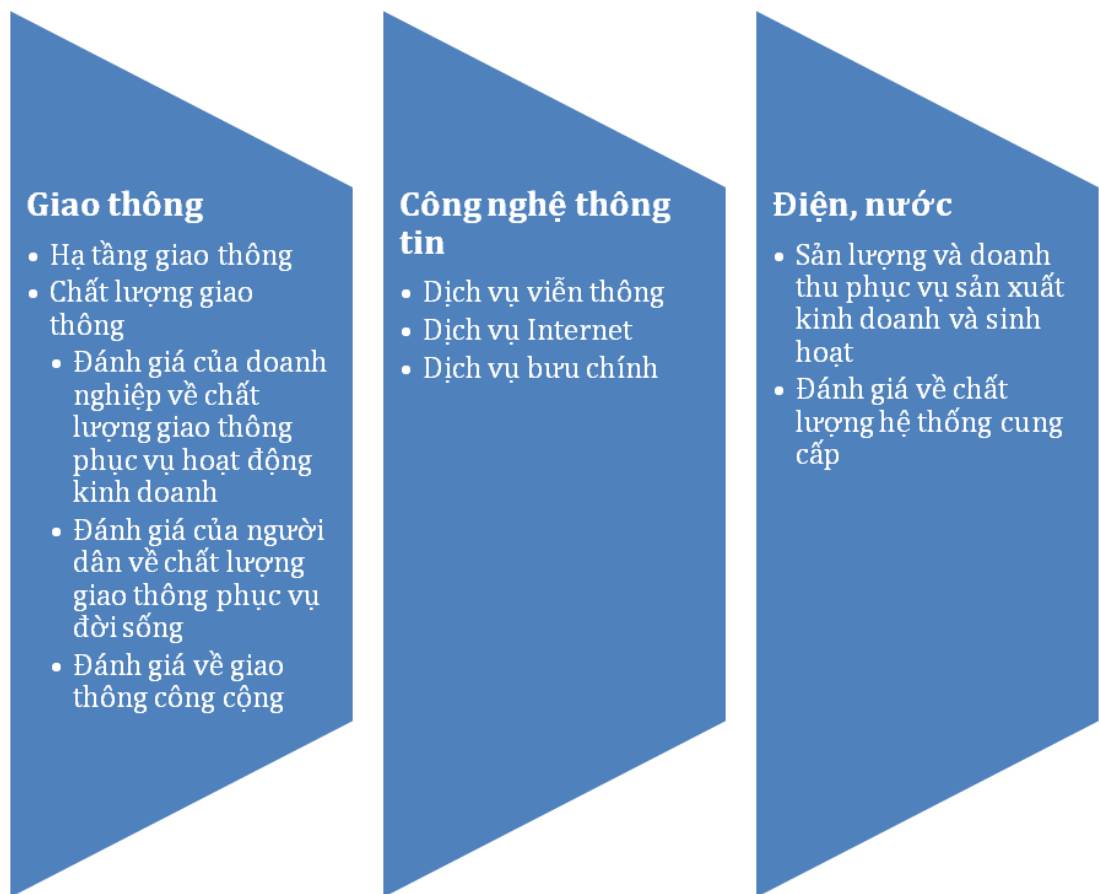 Giao thông
• Hạ tầng giao thông
• Chất lượng giao
thông
• Đánh giá của doanh
nghiệp về chất
lượng giao thông
phục vụ hoạt động
kinh doanh
• Đánh giá của người
dân về chất lượng
giao thông phục vụ
đời sống
• Đánh giá về giao
thông công cộng
Công nghệ thông
tin
• Dịch vụ viễn thông
• Dịch vụ Internet
• Dịch vụ bưu chính
Điện, nước
• Sản lượng và doanh
thu phục vụ sản xuất
kinh doanh và sinh
hoạt
• Đánh giá về chất
lượng hệ thống cung
cấp